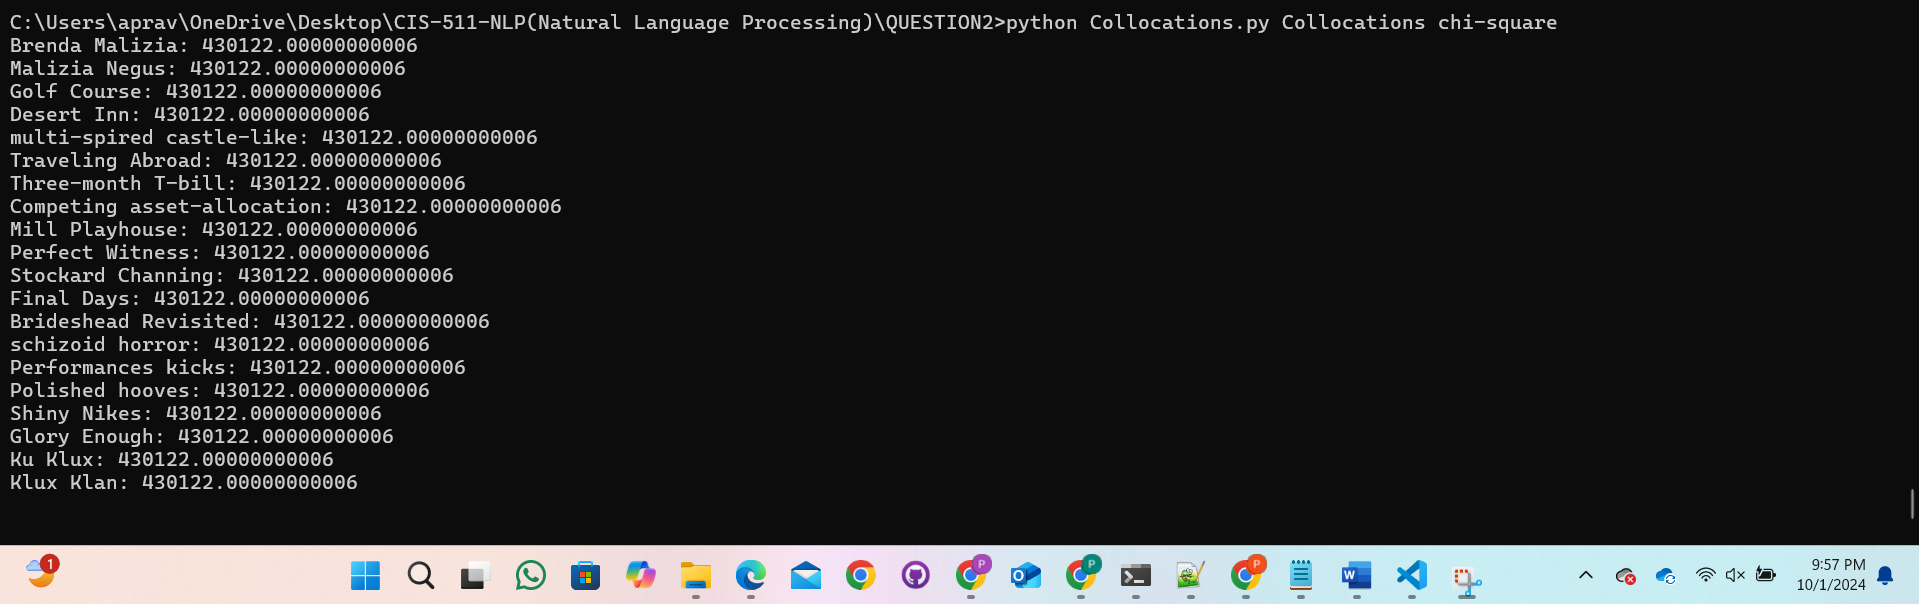 C:\Users\aprav\OneDrive\Desktop\CIS-511-NLP(Natural Language Processing)\QUESTION2>python Collocations.py Collocations chi-square
Brenda Malizia: 430122.00000000006
Malizia Negus: 430122.00000000006
Golf Course: 430122.00000000006
Desert Inn: 430122.00000000006
multi-spired castle-like: 430122.00000000006
Traveling Abroad: 430122.00000000006
Three-month T-bill: 430122.00000000006
Competing asset-allocation: 430122.00000000006
Mill Playhouse: 430122.00000000006
Perfect Witness: 430122.00000000006
Stockard Channing: 430122.00000000006
Final Days: 430122.00000000006
Brideshead Revisited: 430122.00000000006
schizoid horror: 430122.00000000006
Performances kicks: 430122.00000000006
Polished hooves: 430122.00000000006
Shiny Nikes: 430122.00000000006
Glory Enough: 430122.00000000006
Ku Klux: 430122.00000000006
Klux Klan: 430122.00000000006
1
P
P
P
9:57 PM
10/1/2024